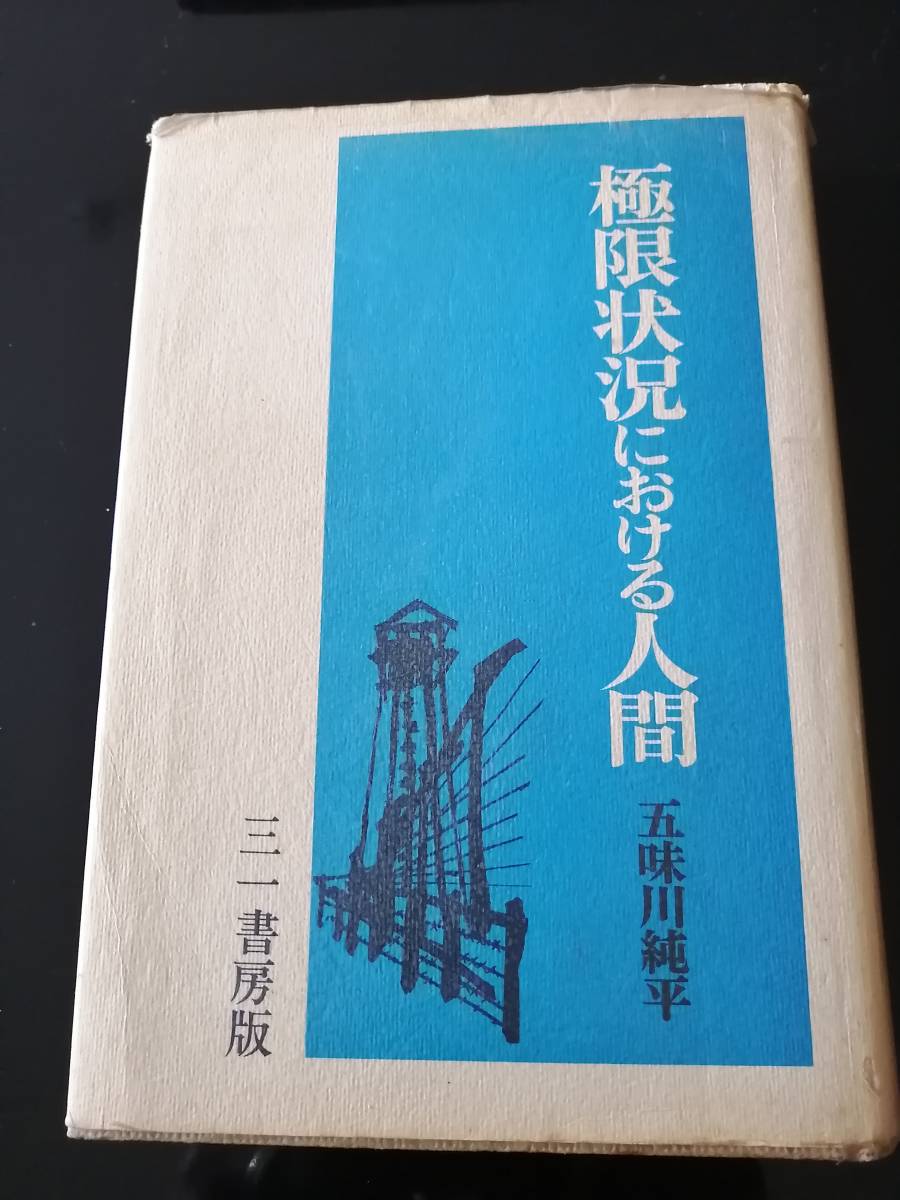 極限状況における人間
五味川純平
三一書房版